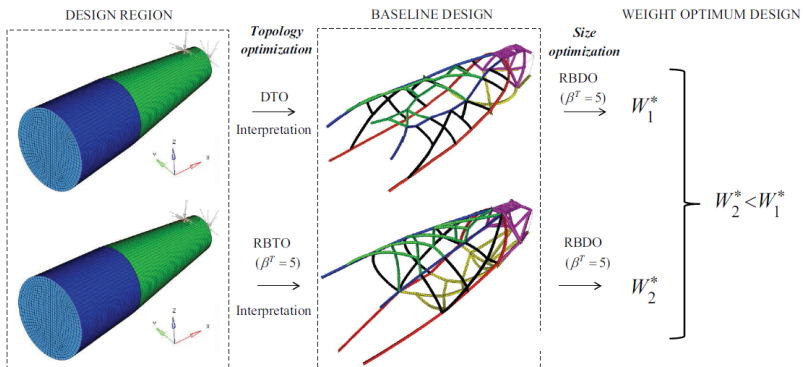 DESIGN REGION
BASELINE DESIGN
WEIGHT OPTIMUM DESIGN
Topology
optimization
Size
optimization
DTO
Interpretation
RBDO
(β^T = 5)
W_1^*
Z
Y
X
W_2^* < W_1^*
RBTO
(β^T = 5)
Interpretation
RBDO
(β^T = 5)
W_2^*
Z
Y
X